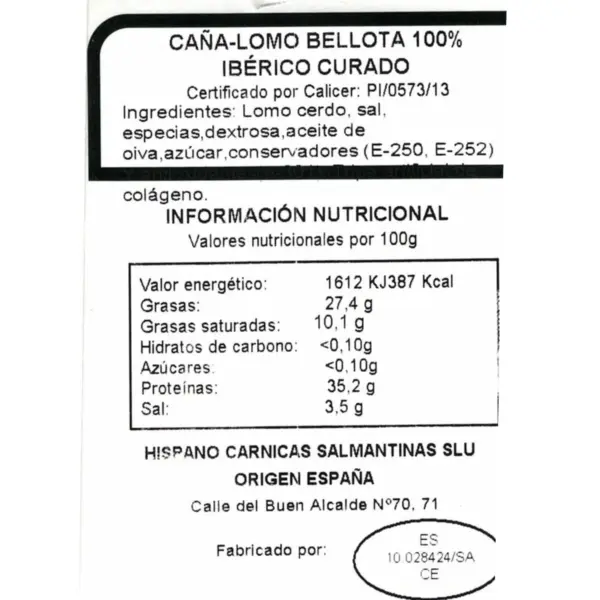 CAÑA-LOMO BELLOTA 100%
IBÉRICO CURADO
Certificado por Calicer: PI/0573/13
Ingredientes: Lomo cerdo, sal,
especias,dextrosa,aceite de
oiva,azúcar,conservadores (E-250, E-252)
colágeno.
INFORMACIÓN NUTRICIONAL
Valores nutricionales por 100g
Valor energético: 1612 KJ387 Kcal
Grasas: 27,4 g
Grasas saturadas: 10,1 g
Hidratos de carbono: <0,10g
Azúcares: <0,10g
Proteínas: 35,2 g
Sal: 3,5 g
HISPANO CARNICAS SALMANTINAS SLU
ORIGEN ESPAÑA
Calle del Buen Alcalde Nº70, 71
Fabricado por:
ES
10.028424/SA
CE